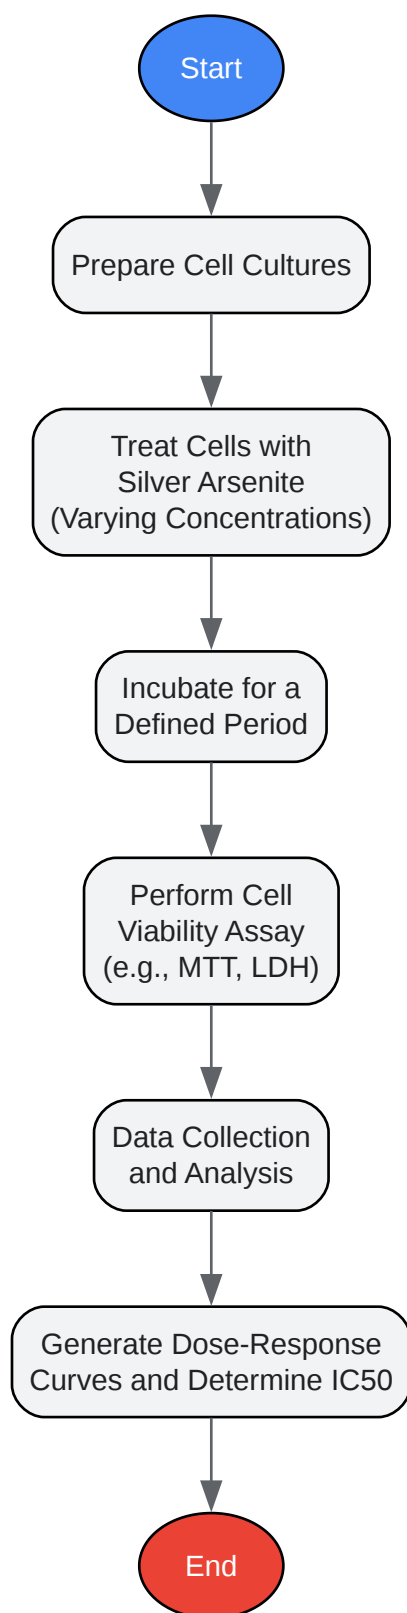 Start
Prepare Cell Cultures
Treat Cells with
Silver Arsenite
(Varying Concentrations)
Incubate for a
Defined Period
Perform Cell
Viability Assay
(e.g., MTT, LDH)
Data Collection
and Analysis
Generate Dose-Response
Curves and Determine IC50
End